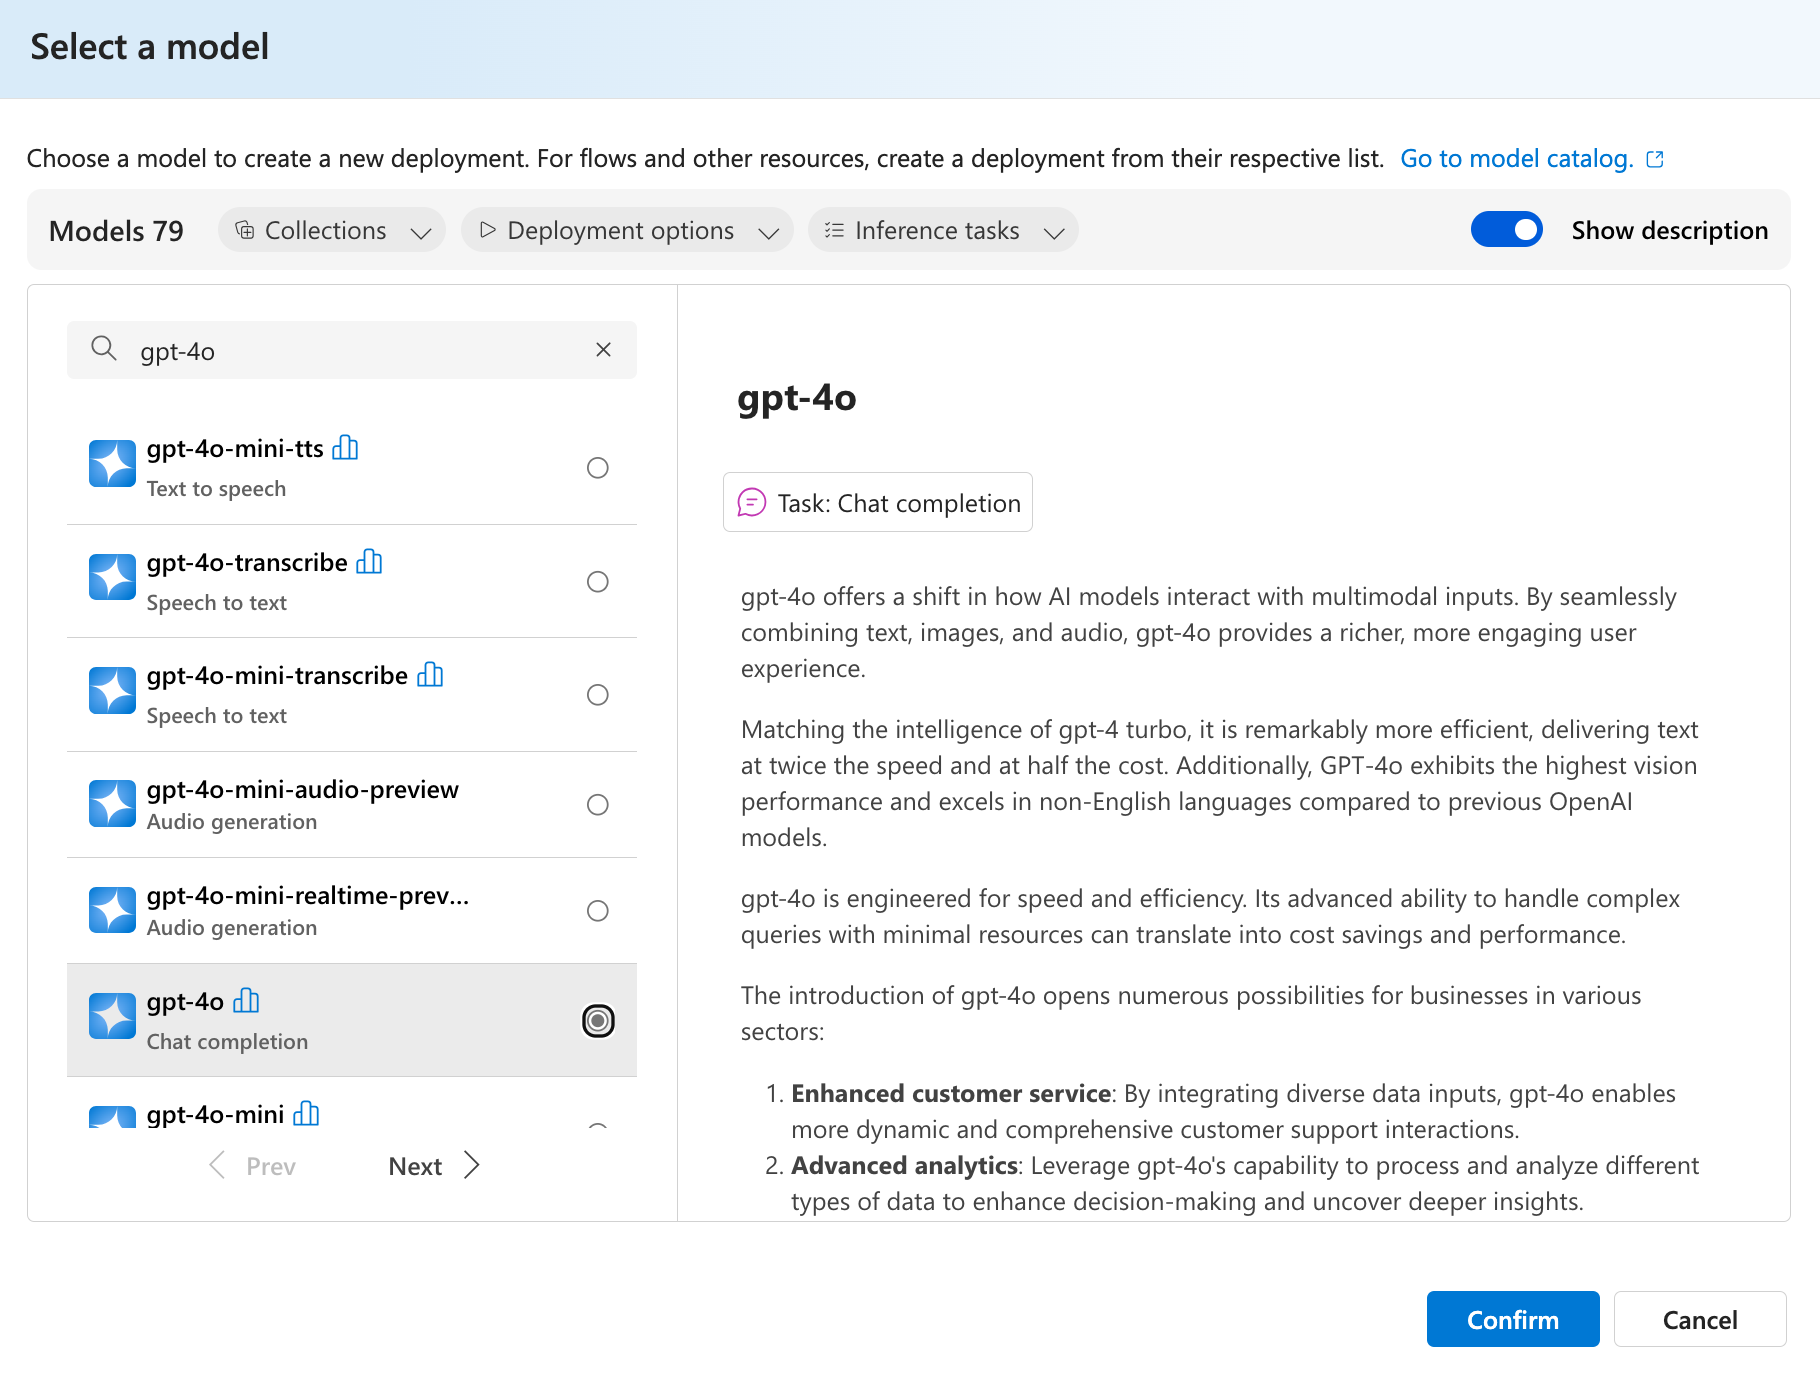 Select a model
Choose a model to create a new deployment. For flows and other resources, create a deployment from their respective list. Go to model catalog.
Models 79
Collections
Deployment options
Inference tasks
Show description
gpt-4o
gpt-4o-mini-tts
Text to speech
gpt-4o-transcribe
Speech to text
gpt-4o-mini-transcribe
Speech to text
gpt-4o-mini-audio-preview
Audio generation
gpt-4o-mini-realtime-prev...
Audio generation
gpt-4o
Chat completion
gpt-4o-mini
Prev
Next
gpt-4o
Task: Chat completion
gpt-4o offers a shift in how AI models interact with multimodal inputs. By seamlessly
combining text, images, and audio, gpt-4o provides a richer, more engaging user
experience.
Matching the intelligence of gpt-4 turbo, it is remarkably more efficient, delivering text
at twice the speed and at half the cost. Additionally, GPT-4o exhibits the highest vision
performance and excels in non-English languages compared to previous OpenAI
models.
gpt-4o is engineered for speed and efficiency. Its advanced ability to handle complex
queries with minimal resources can translate into cost savings and performance.
The introduction of gpt-4o opens numerous possibilities for businesses in various
sectors:
1. Enhanced customer service: By integrating diverse data inputs, gpt-4o enables
more dynamic and comprehensive customer support interactions.
2. Advanced analytics: Leverage gpt-4o's capability to process and analyze different
types of data to enhance decision-making and uncover deeper insights.
Confirm
Cancel